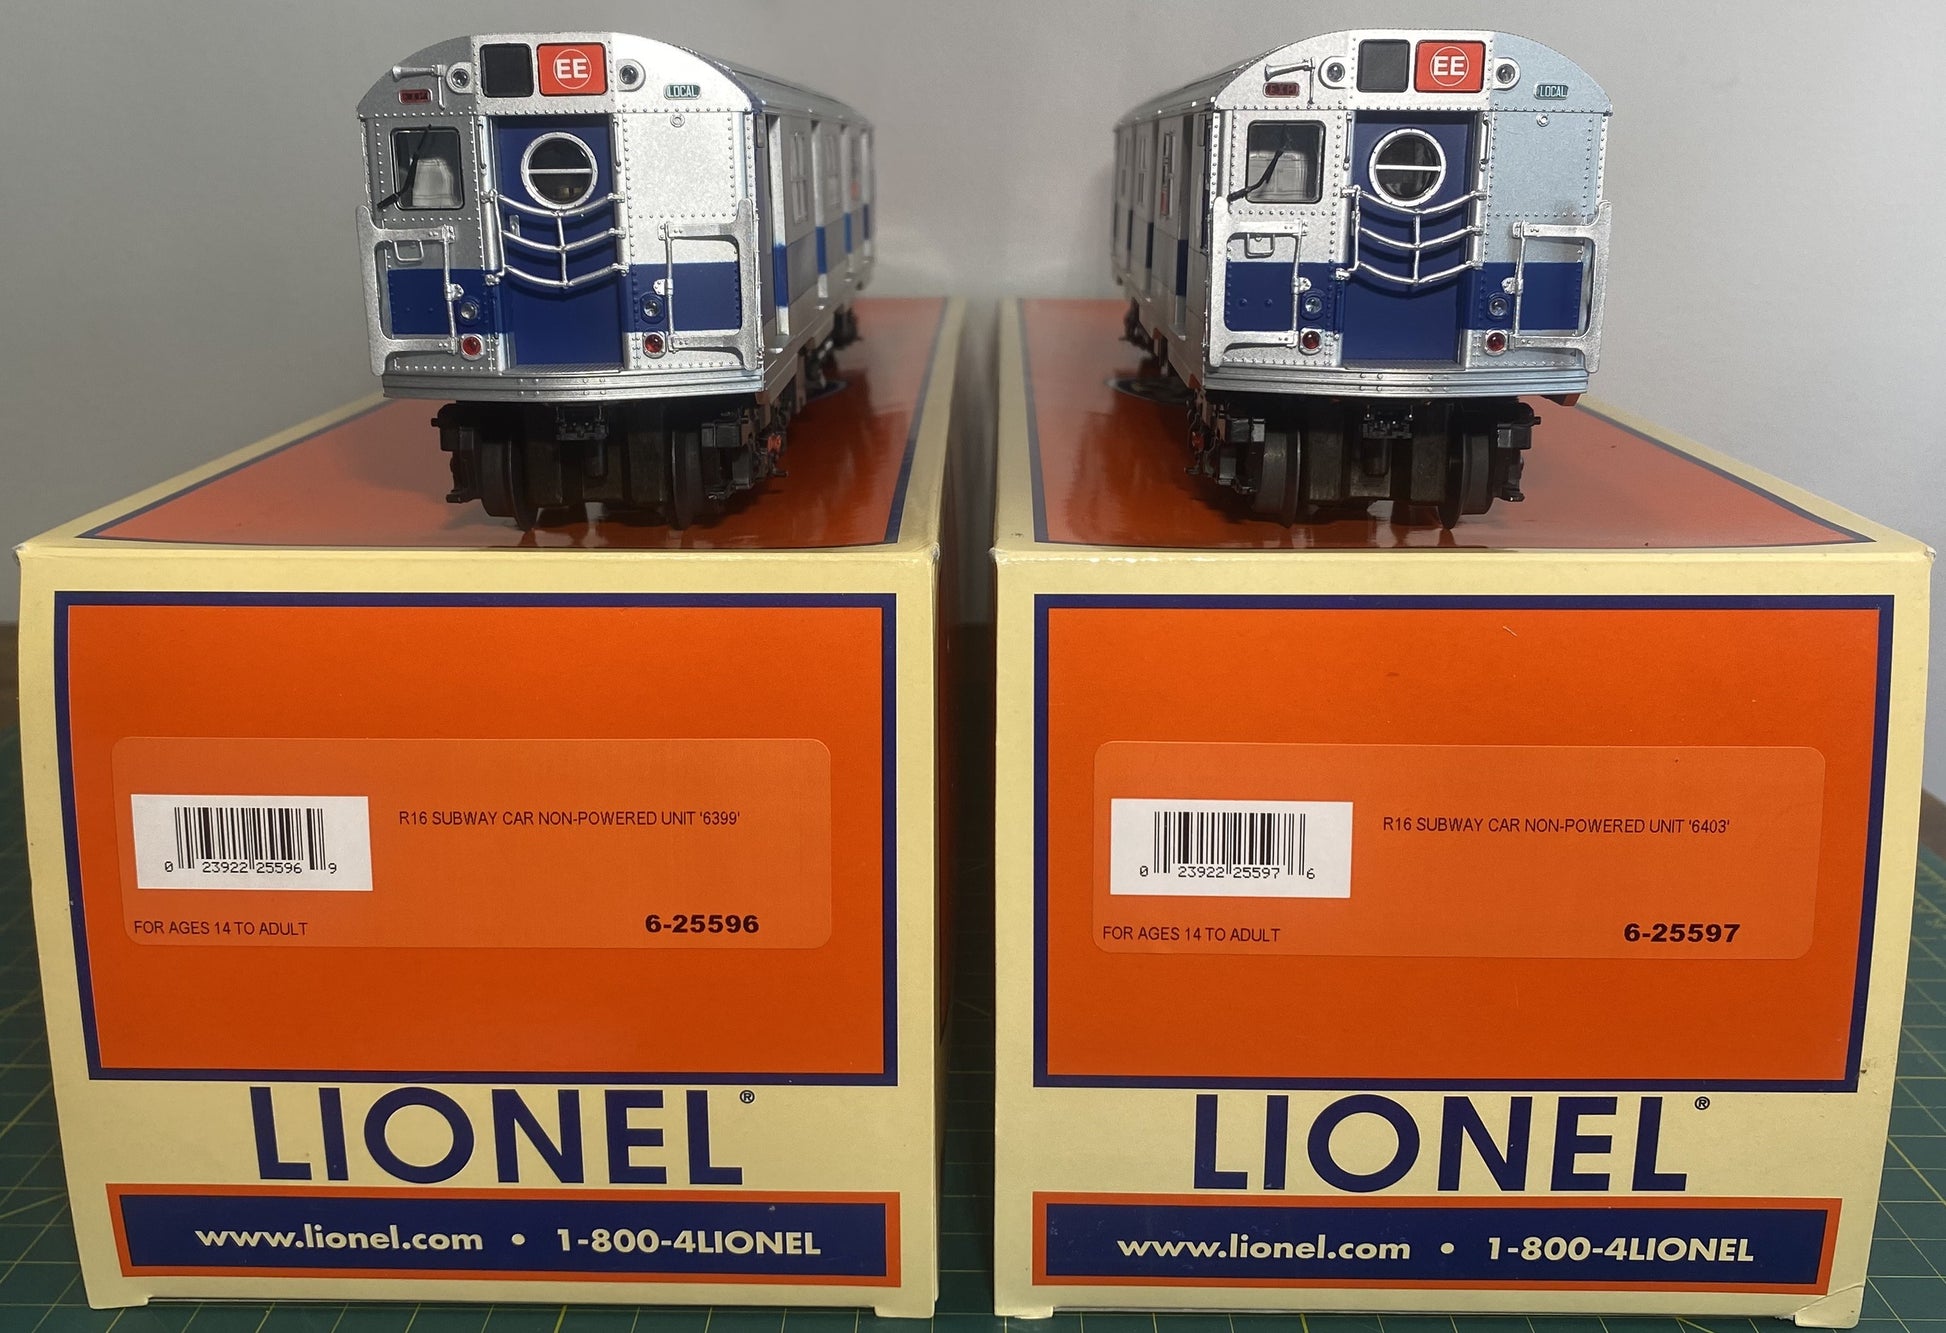 EE
LOCAL
EXP
EE
LOCAL
R16 SUBWAY CAR NON-POWERED UNIT '6399'
0 23922 25596 9
FOR AGES 14 TO ADULT
6-25596
LIONEL®
www.lionel.com • 1-800-4LIONEL
R16 SUBWAY CAR NON-POWERED UNIT '6403'
0 23922 25597 6
FOR AGES 14 TO ADULT
6-25597
LIONEL®
www.lionel.com • 1-800-4LIONEL